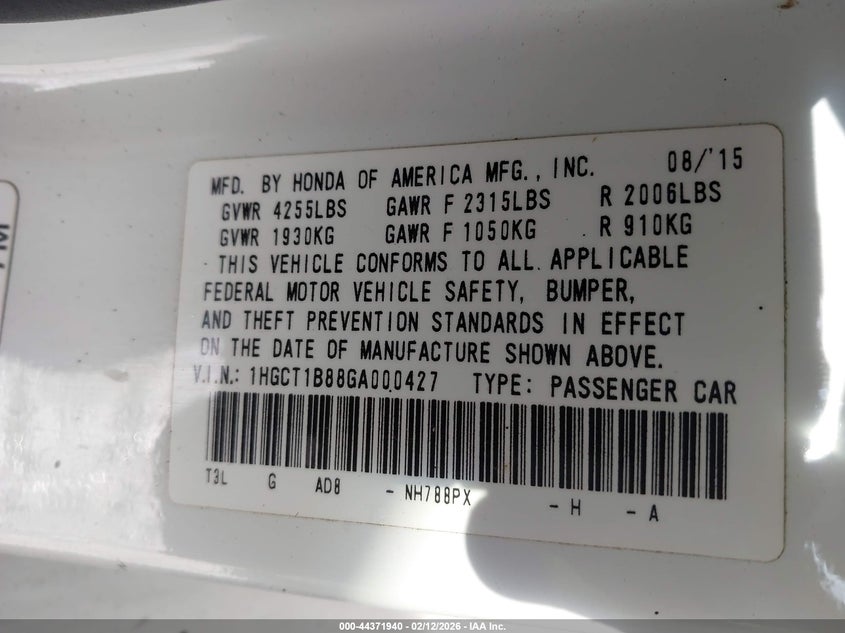 MFD. BY HONDA OF AMERICA MFG., INC. 08/'15
GVWR 4255LBS GAWR F 2315LBS R 2006LBS
GVWR 1930KG GAWR F 1050KG R 910KG
THIS VEHICLE CONFORMS TO ALL APPLICABLE
FEDERAL MOTOR VEHICLE SAFETY, BUMPER,
AND THEFT PREVENTION STANDARDS IN EFFECT
ON THE DATE OF MANUFACTURE SHOWN ABOVE.
V.I.N.: 1HGCT1B88GA000427 TYPE: PASSENGER CAR
T3L G AD8 - NH788PX - H - A
000-44371940 - 02/12/2026 - IAA Inc.